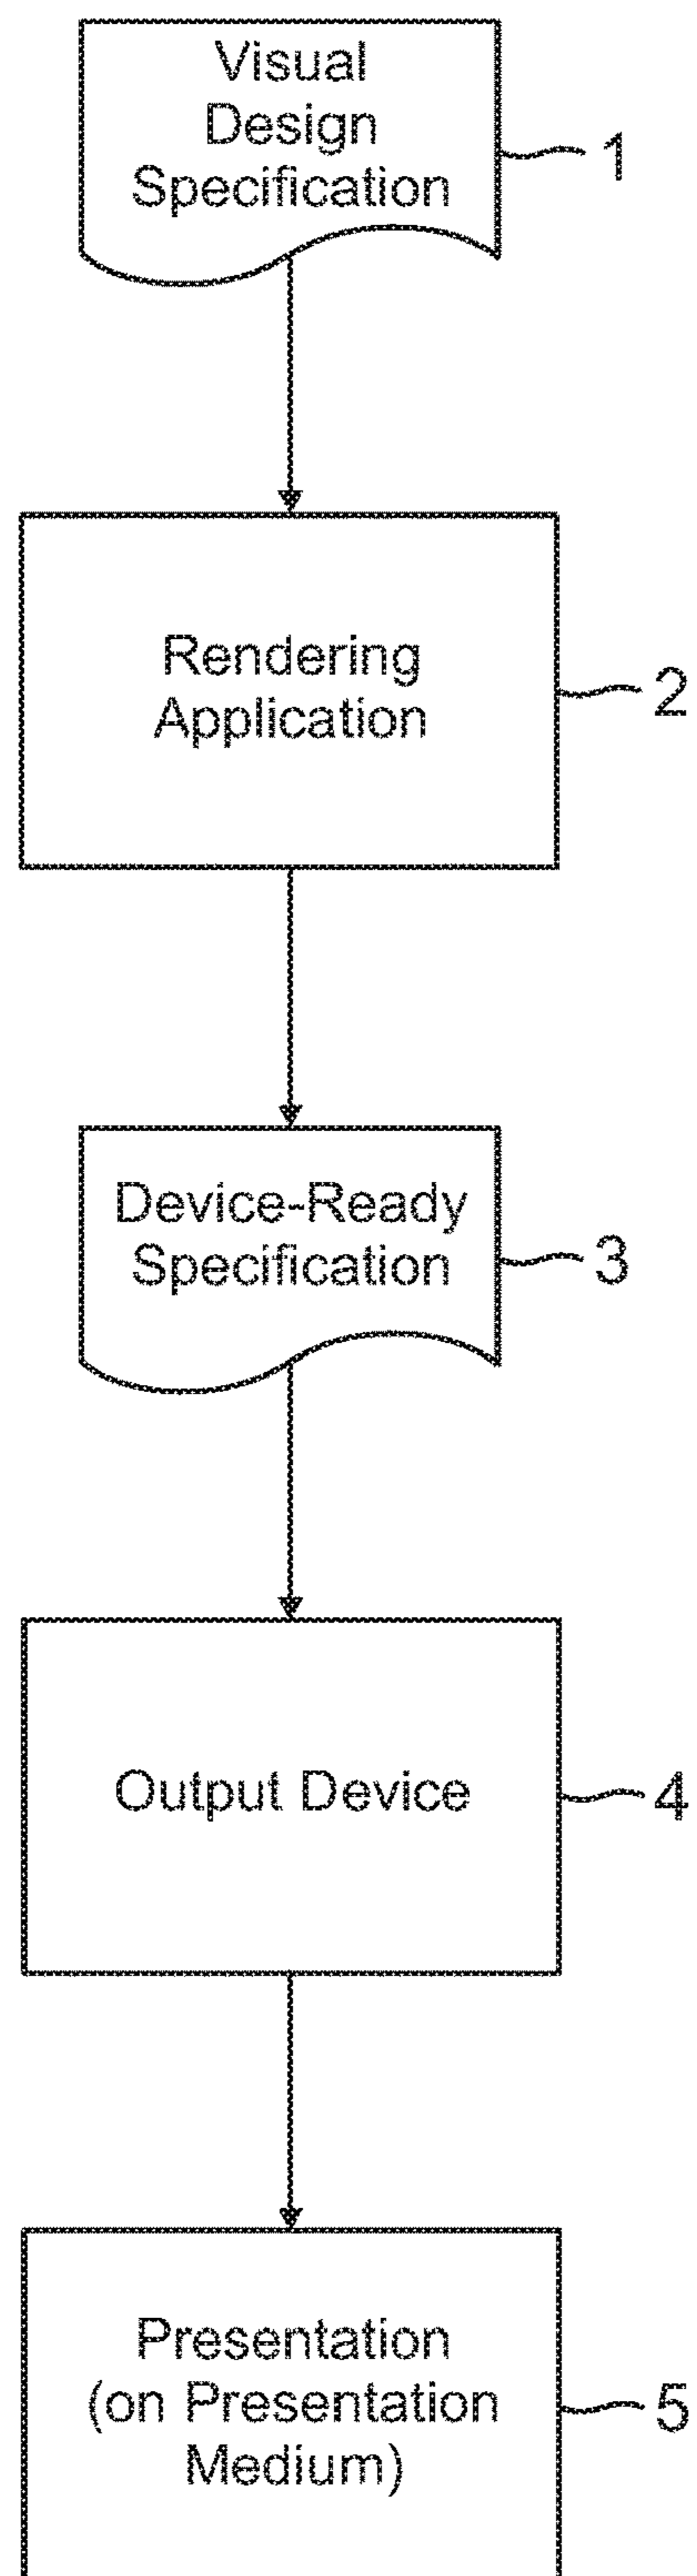 Visual
Design
Specification
1
Rendering
Application
2
Device-Ready
Specification
3
Output Device
4
Presentation
(on Presentation
Medium)
5